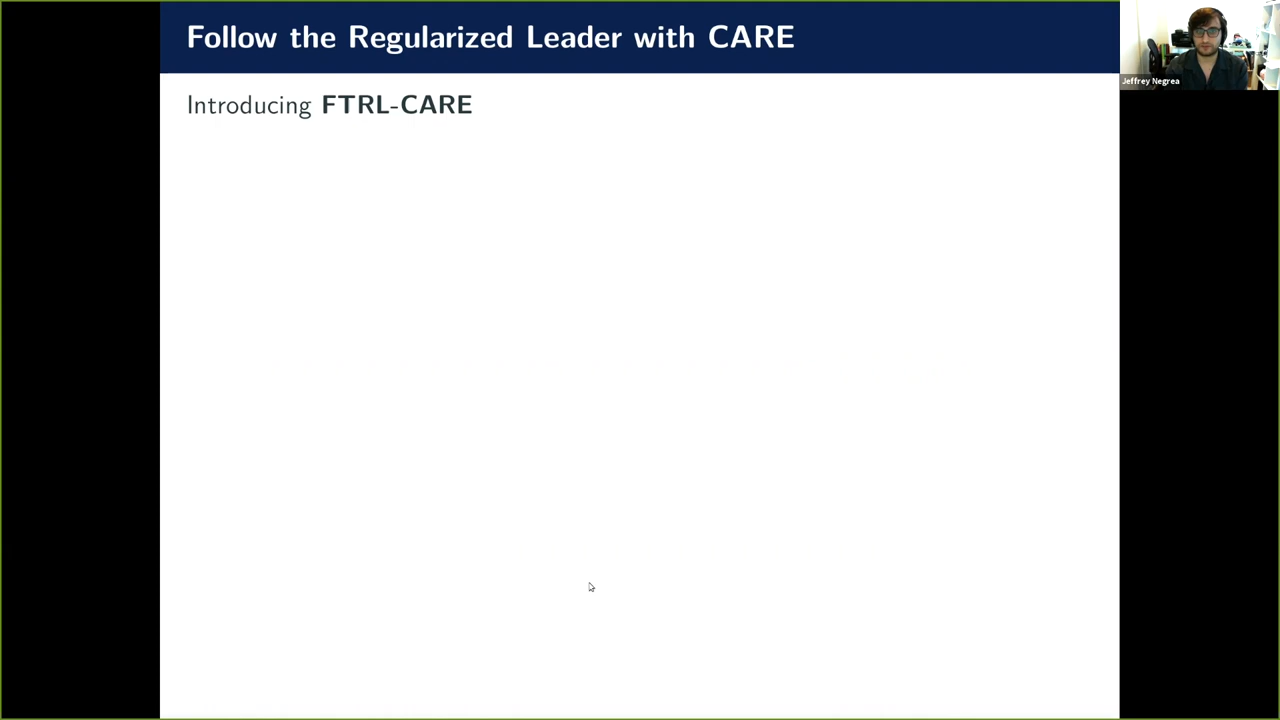 Follow the Regularized Leader with CARE
Jeffrey Negrea
Introducing FTRL-CARE